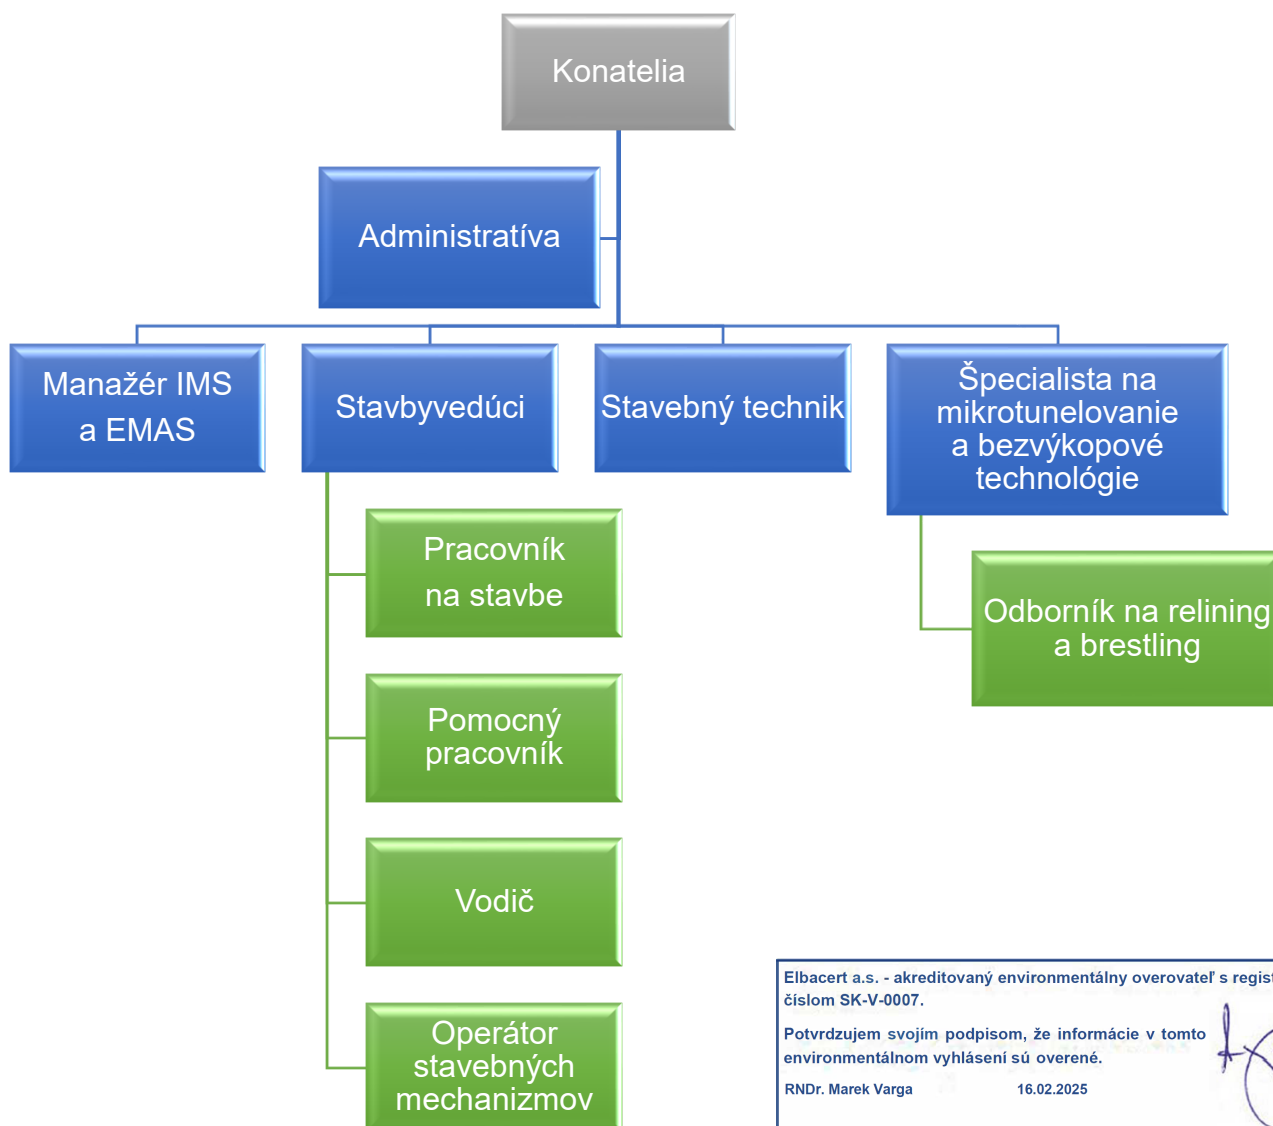 Konatelia
Administratíva
Manažér IMS
a EMAS
Stavbyvedúci
Stavebný technik
Špecialista na
mikrotunelovanie
a bezvýkopové
technológie
Pracovník
na stavbe
Odborník na relining
a brestling
Pomocný
pracovník
Vodič
Operátor
stavebných
mechanizmov
Elbacert a.s. - akreditovaný environmentálny overovateľ s
číslom SK-V-0007.
Potvrdzujem svojím podpisom, že informácie v tomto
environmentálnom vyhlásení sú overené.
RNDr. Marek Varga 16.02.2025